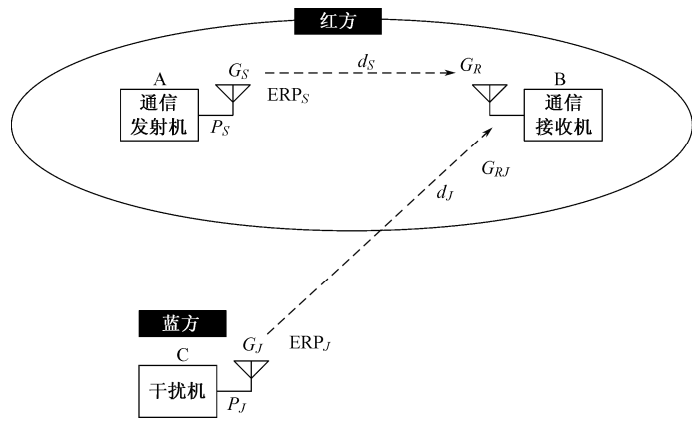 红方
A
G_S
d_S
G_R
B
通信
发射机
ERP_S
P_S
通信
接收机
G_RJ
d_J
蓝方
C
G_J
ERP_J
干扰机
P_J